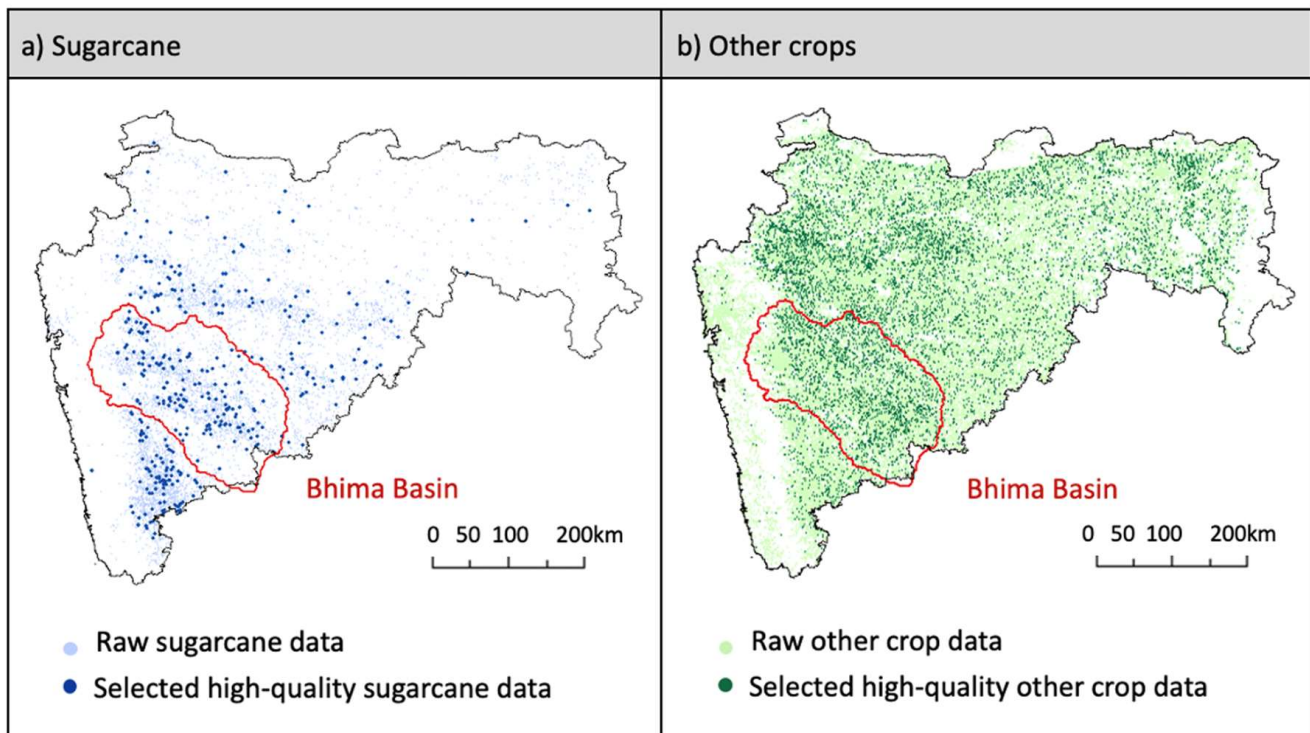 a) Sugarcane
b) Other crops
Bhima Basin
0 50 100 200km
Raw sugarcane data
Selected high-quality sugarcane data
Bhima Basin
0 50 100 200km
Raw other crop data
Selected high-quality other crop data